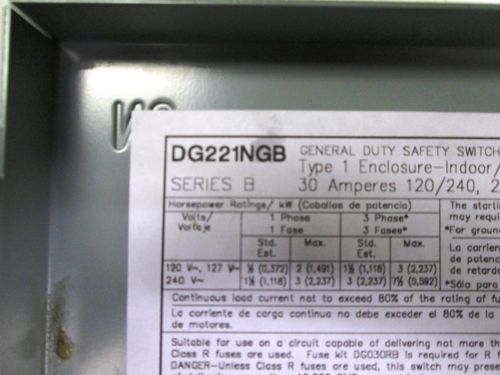 NO
DG221NGB GENERAL DUTY SAFETY SWITCH
Type 1 Enclosure-Indoor/
SERIES B 30 Amperes 120/240, 2
Horsepower Ratings/ kW (Caballos de potencia)
Volts/ 1 Phase 3 Phase*
Voltaje 1 Fase 3 Fases*
Std. Max. Std. Max.
Est. Est.
120 V~, 127 V~ ½ (0,372) 2 (1,491) 1½ (1,118) 3 (2,237)
240 V~ 1½ (1,118) 3 (2,237) 3 (2,237) 7½ (5,592)
The starti
may requi
*For ground
La corrien
de potenc
de retard
*Sólo para
Continuous load current not to exceed 80% of the rating of fu
La corriente de carga continua no debe exceder el 80% de la
de motores.
Suitable for use on a circuit capable of delivering not more th
Class R fuses are used. Fuse kit DG030RB is required for R f
DANGER-Unless Class R fuses are used, this switch may prese